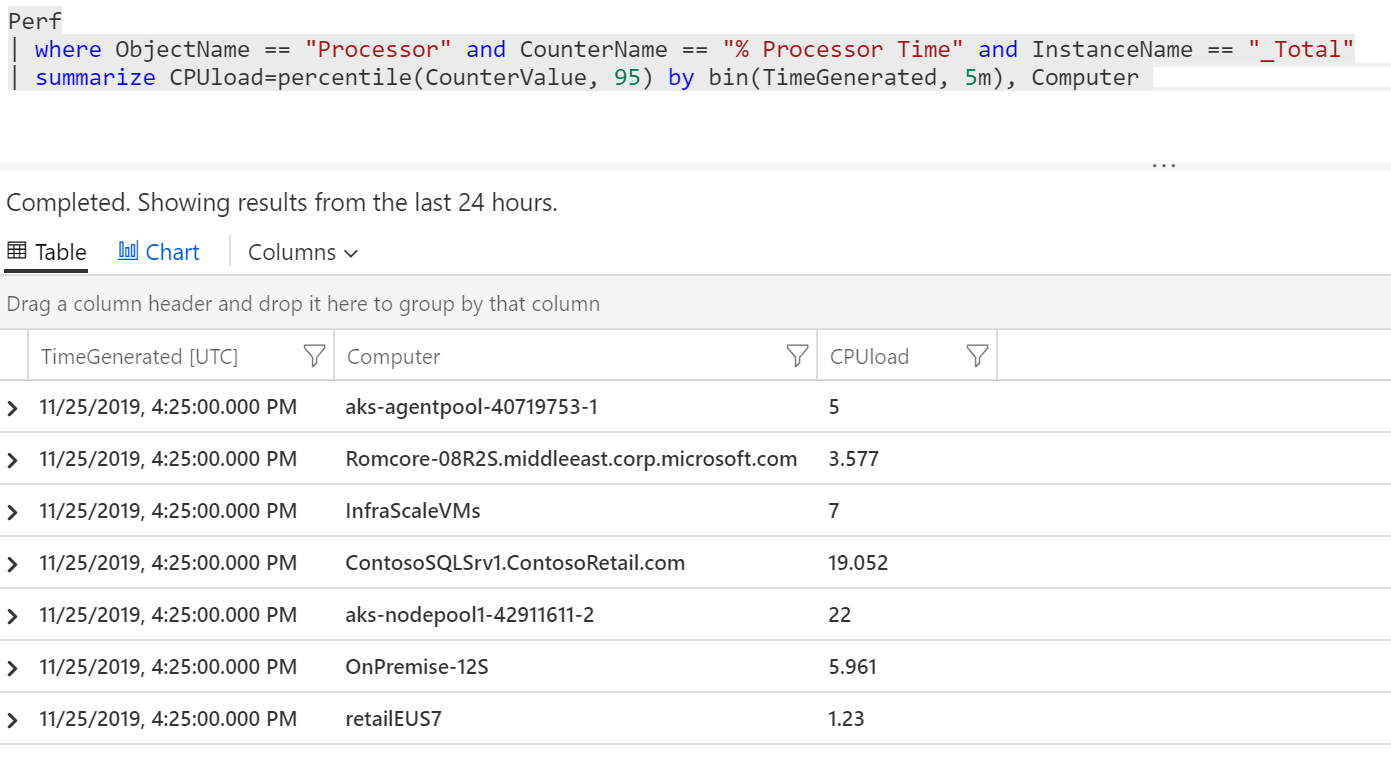 Perf
| where ObjectName == "Processor" and CounterName == "% Processor Time" and InstanceName == "_Total"
| summarize CPUload=percentile(CounterValue, 95) by bin(TimeGenerated, 5m), Computer
...
Completed. Showing results from the last 24 hours.
Table Chart Columns
Drag a column header and drop it here to group by that column
TimeGenerated [UTC] Computer CPUload
11/25/2019, 4:25:00.000 PM aks-agentpool-40719753-1 5
11/25/2019, 4:25:00.000 PM Romcore-08R2S.middleeast.corp.microsoft.com 3.577
11/25/2019, 4:25:00.000 PM InfraScaleVMs 7
11/25/2019, 4:25:00.000 PM ContosoSQLSrv1.ContosoRetail.com 19.052
11/25/2019, 4:25:00.000 PM aks-nodepool1-42911611-2 22
11/25/2019, 4:25:00.000 PM OnPremise-12S 5.961
11/25/2019, 4:25:00.000 PM retailEUS7 1.23